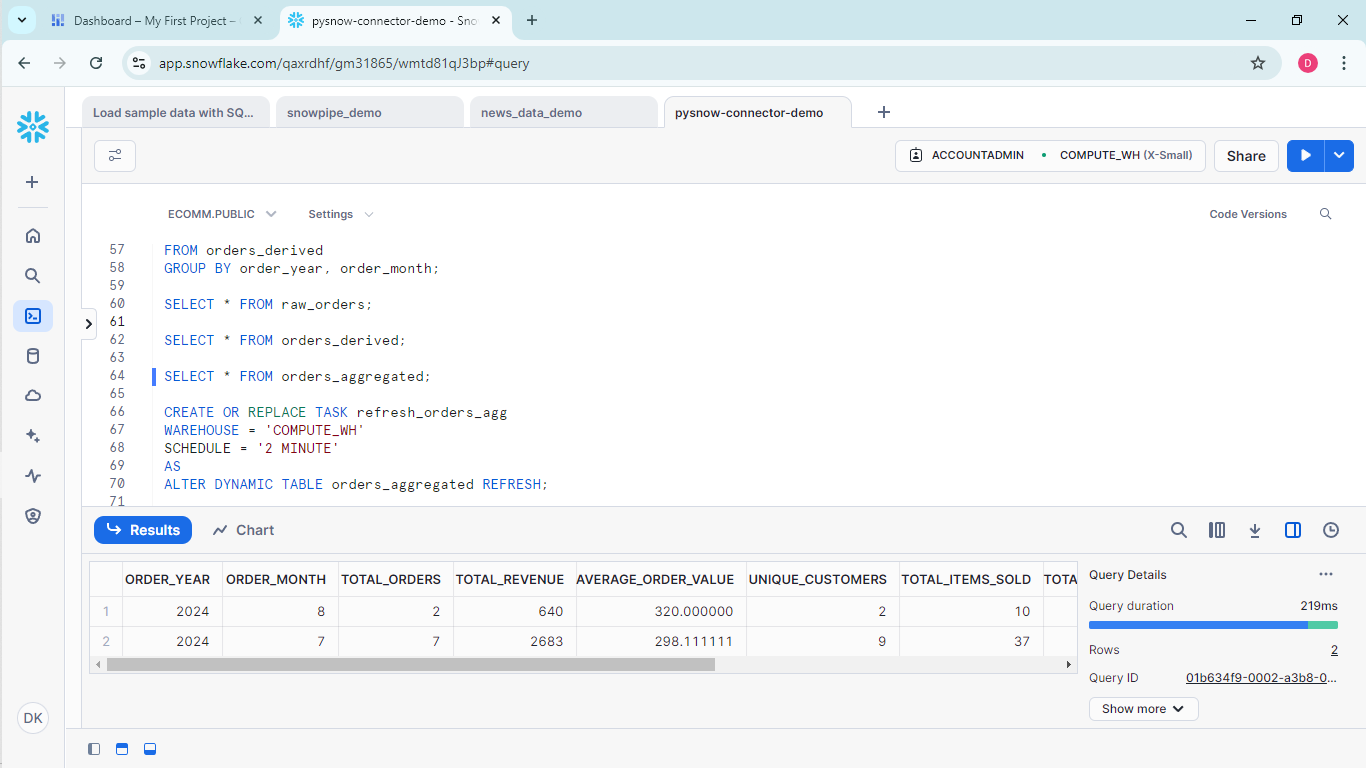 Dashboard – My First Project –
pysnow-connector-demo - Sno
app.snowflake.com/qaxrdhf/gm31865/wmtd81qJ3bp#query
D
Load sample data with SQ...
snowpipe_demo
news_data_demo
pysnow-connector-demo
ACCOUNTADMIN
COMPUTE_WH (X-Small)
Share
ECOMM.PUBLIC
Settings
Code Versions
57 FROM orders_derived
58 GROUP BY order_year, order_month;
59
60 SELECT * FROM raw_orders;
61
62 SELECT * FROM orders_derived;
63
64 SELECT * FROM orders_aggregated;
65
66 CREATE OR REPLACE TASK refresh_orders_agg
67 WAREHOUSE = 'COMPUTE_WH'
68 SCHEDULE = '2 MINUTE'
69 AS
70 ALTER DYNAMIC TABLE orders_aggregated REFRESH;
71
Results
Chart
ORDER_YEAR ORDER_MONTH TOTAL_ORDERS TOTAL_REVENUE AVERAGE_ORDER_VALUE UNIQUE_CUSTOMERS TOTAL_ITEMS_SOLD TOTA
1 2024 8 2 640 320.000000 2 10
2 2024 7 7 2683 298.111111 9 37
Query Details
Query duration 219ms
Rows 2
Query ID 01b634f9-0002-a3b8-0...
Show more
DK